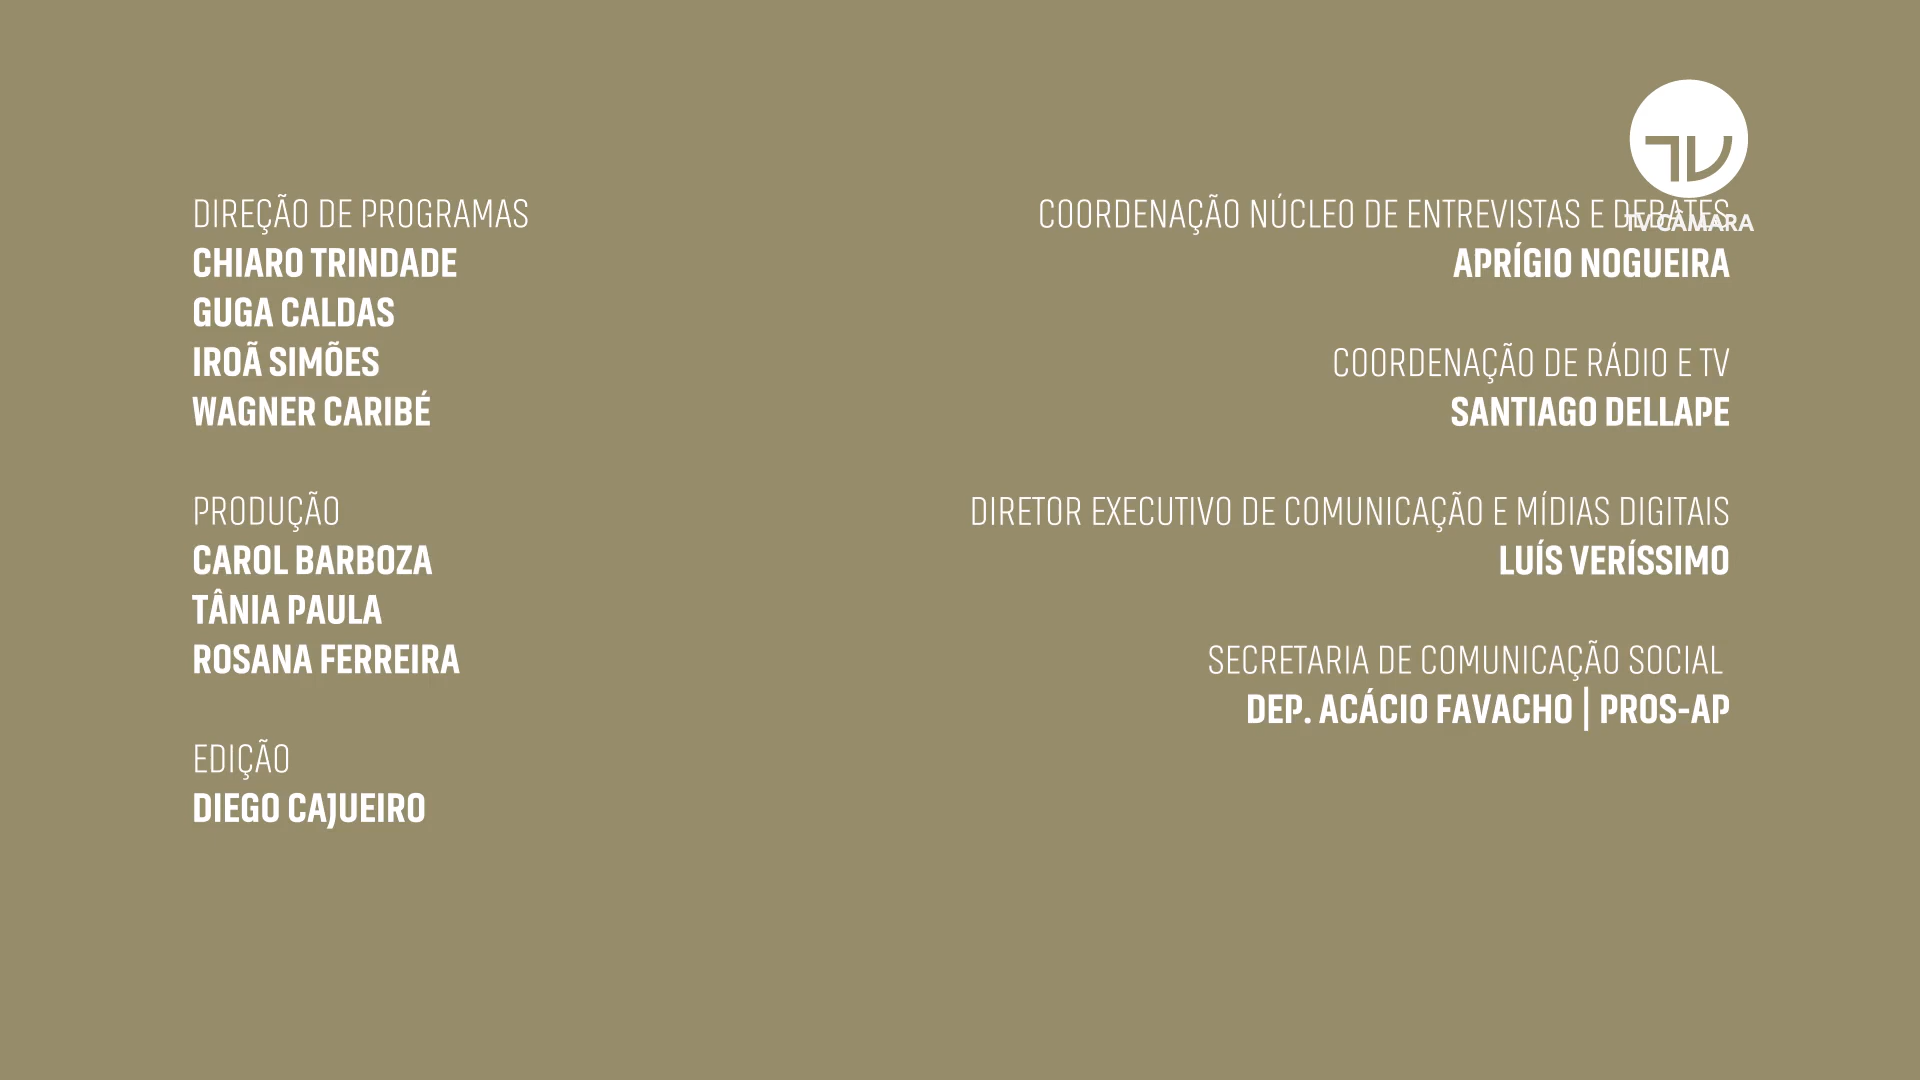 DIREÇÃO DE PROGRAMAS
CHIARO TRINDADE
GUGA CALDAS
IROÃ SIMÕES
WAGNER CARIBÉ
PRODUÇÃO
CAROL BARBOZA
TÂNIA PAULA
ROSANA FERREIRA
EDIÇÃO
DIEGO CAJUEIRO
TV
TV CÂMARA
COORDENAÇÃO NÚCLEO DE ENTREVISTAS E DEBATES
APRÍGIO NOGUEIRA
COORDENAÇÃO DE RÁDIO E TV
SANTIAGO DELLAPE
DIRETOR EXECUTIVO DE COMUNICAÇÃO E MÍDIAS DIGITAIS
LUÍS VERÍSSIMO
SECRETARIA DE COMUNICAÇÃO SOCIAL
DEP. ACÁCIO FAVACHO | PROS-AP